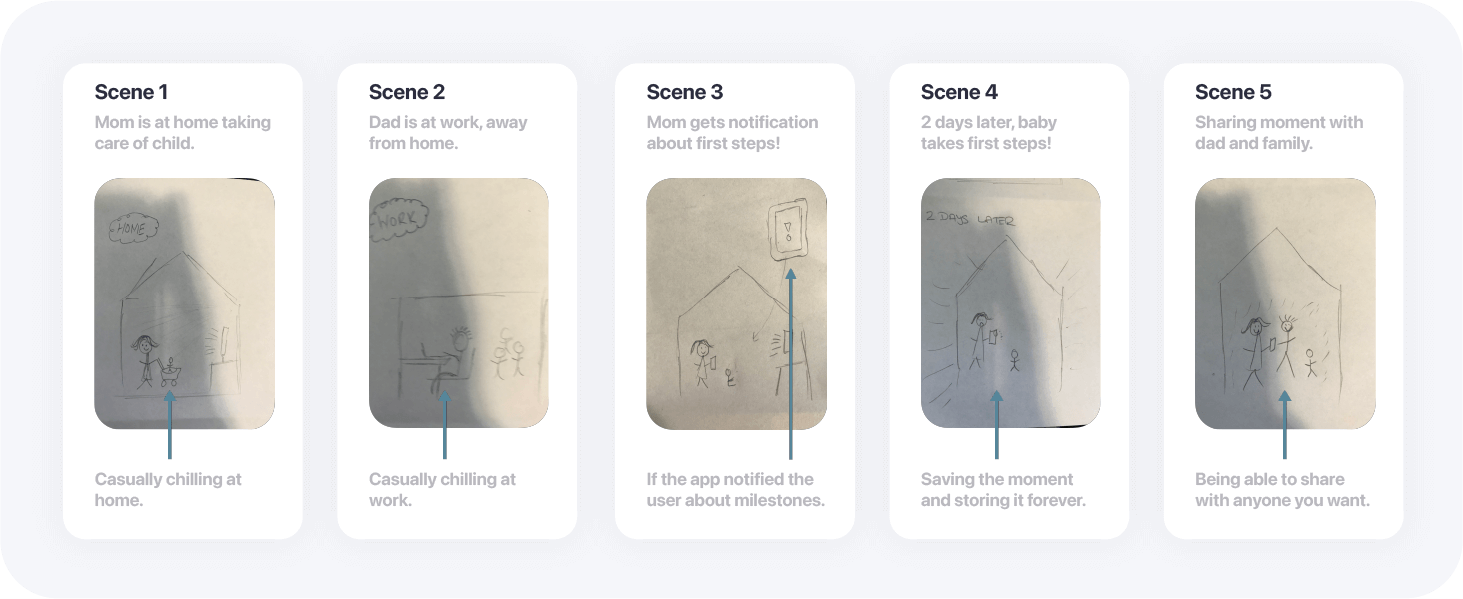 Scene 1
Mom is at home taking
care of child.
HOME
Casually chilling at
home.
Scene 2
Dad is at work, away
from home.
WORK
Casually chilling at
work.
Scene 3
Mom gets notification
about first steps!
!
If the app notified the
user about milestones.
Scene 4
2 days later, baby
takes first steps!
2 DAYS LATER
Saving the moment
and storing it forever.
Scene 5
Sharing moment with
dad and family.
Being able to share
with anyone you want.